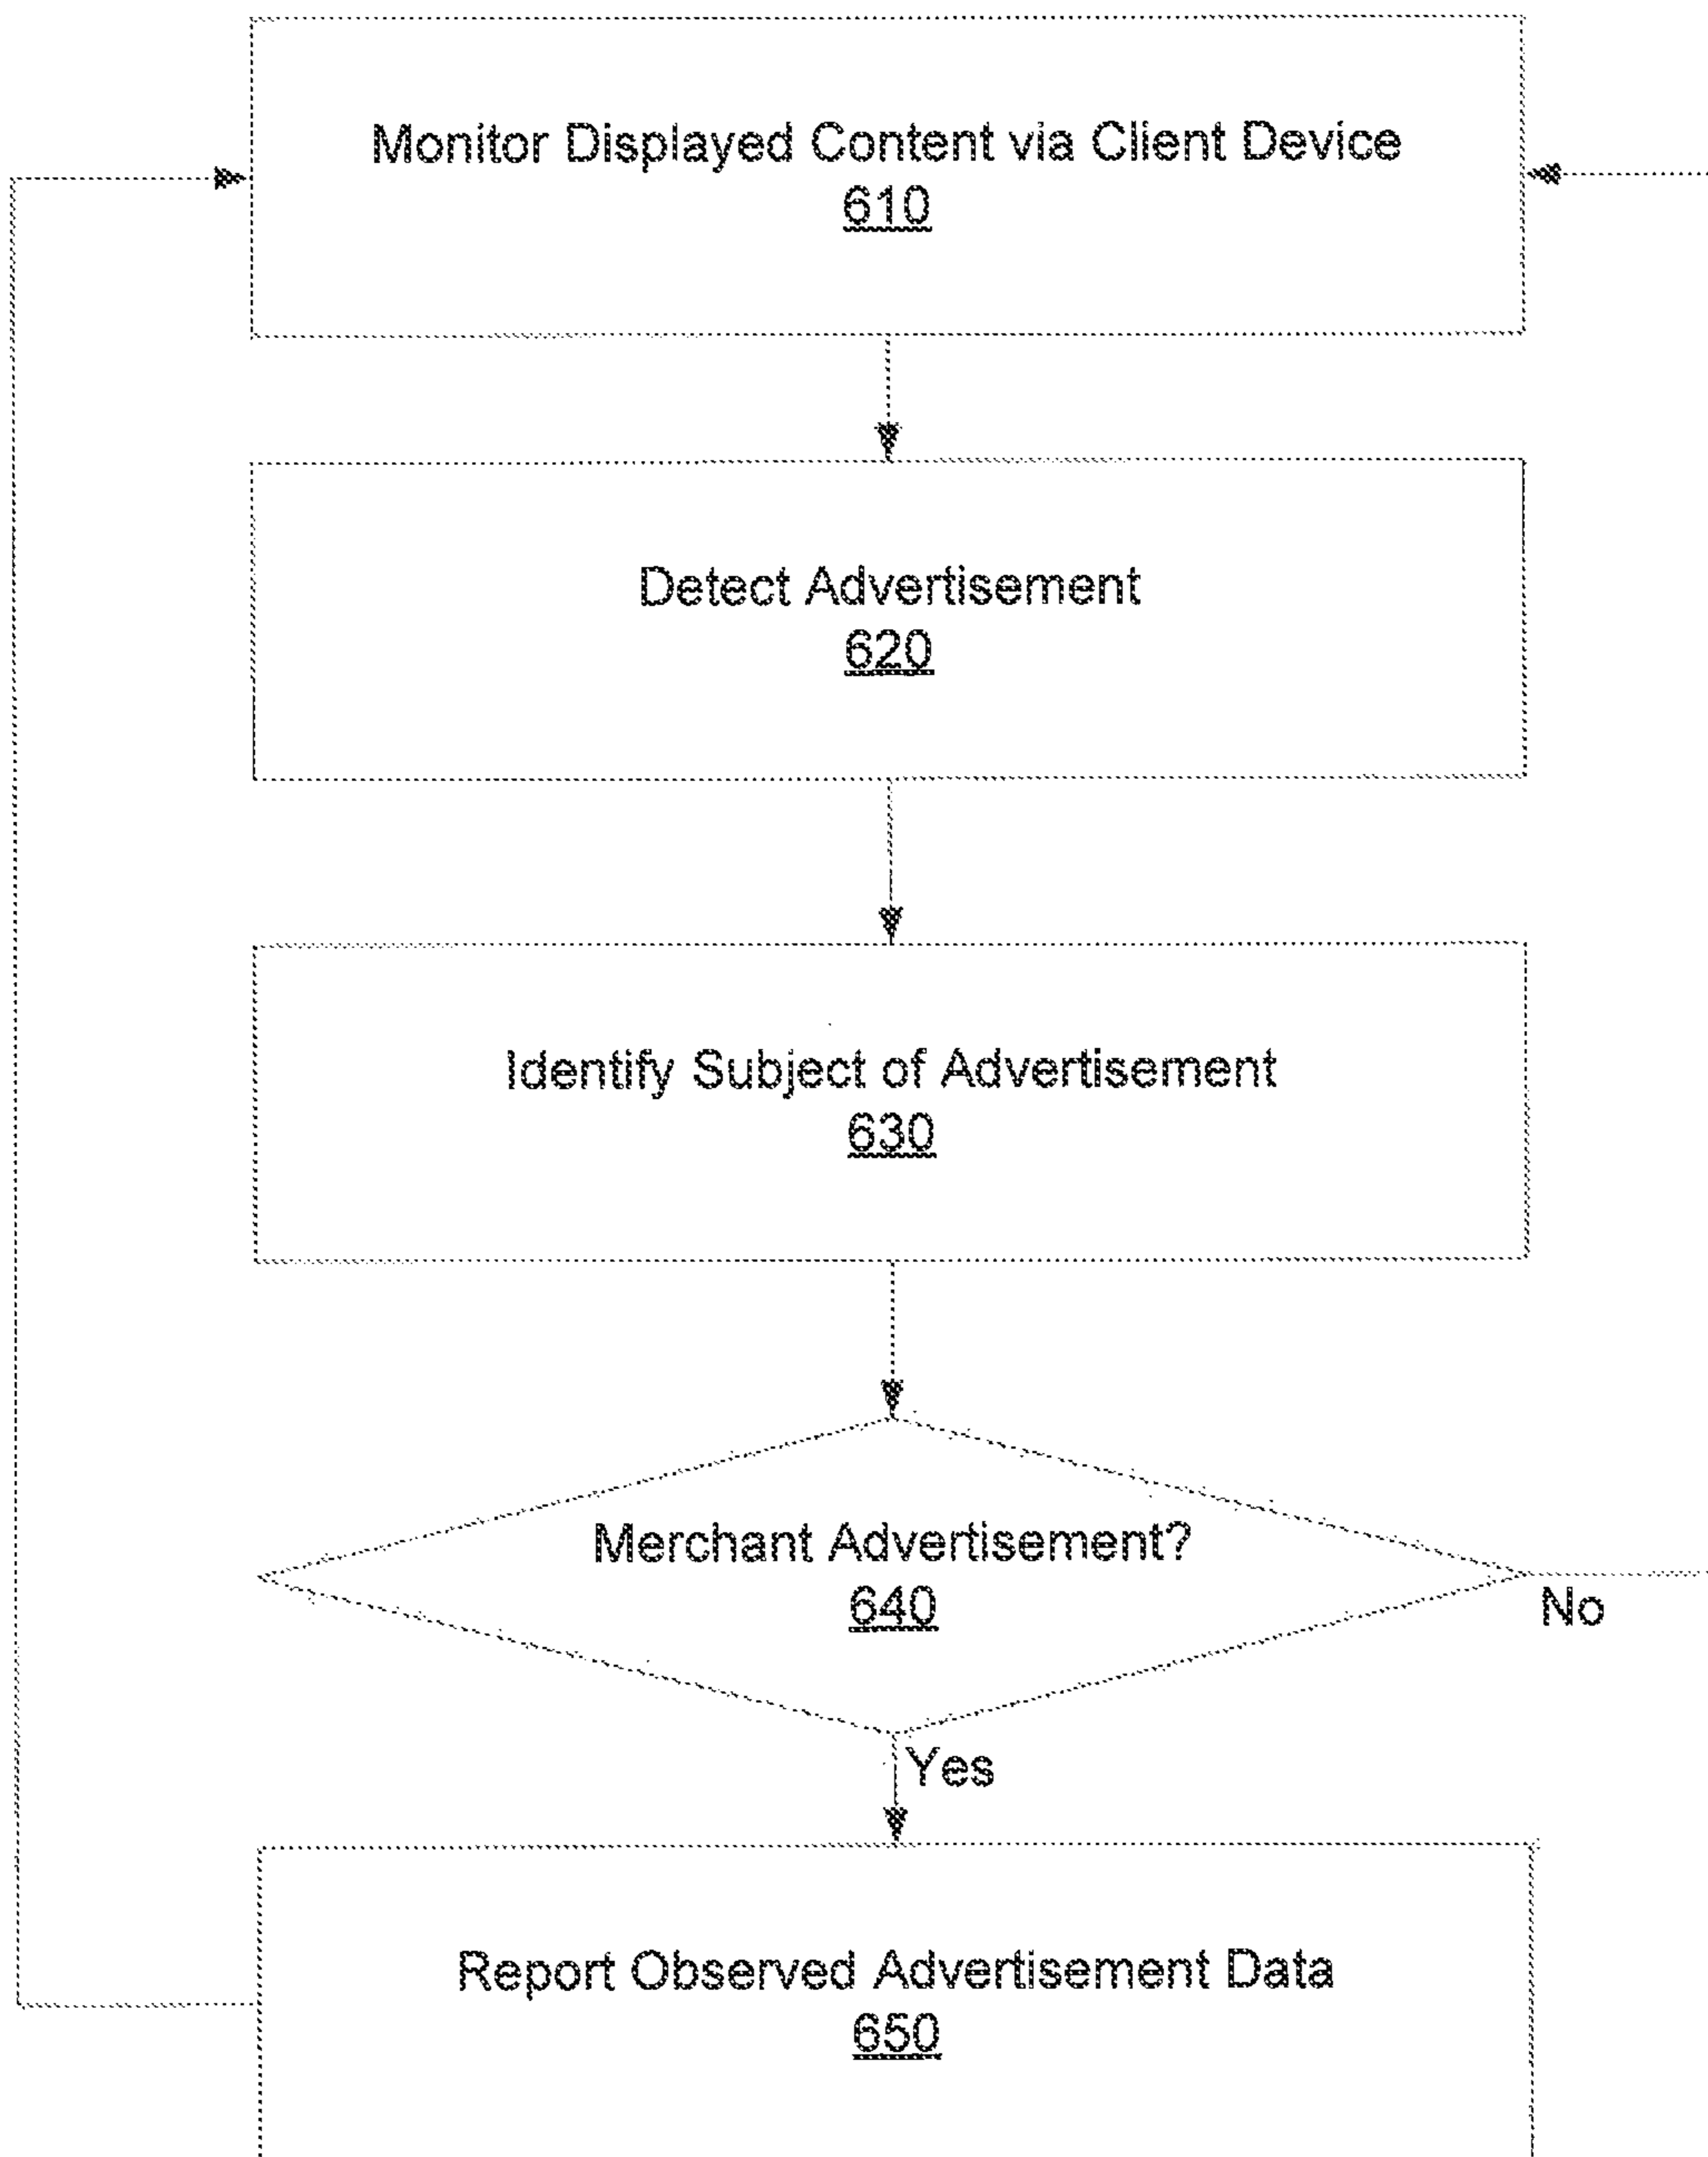 Monitor Displayed Content via Client Device
610
Detect Advertisement
620
Identify Subject of Advertisement
630
Merchant Advertisement?
640
No
Yes
Report Observed Advertisement Data
650